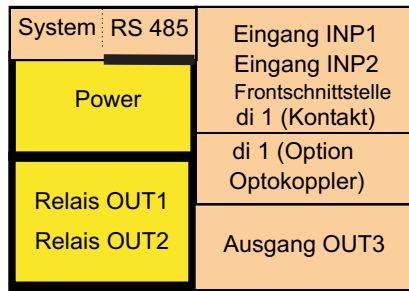 System RS 485
Power
Relais OUT1
Relais OUT2
Eingang INP1
Eingang INP2
Frontschnittstelle
di 1 (Kontakt)
di 1 (Option
Optokoppler)
Ausgang OUT3